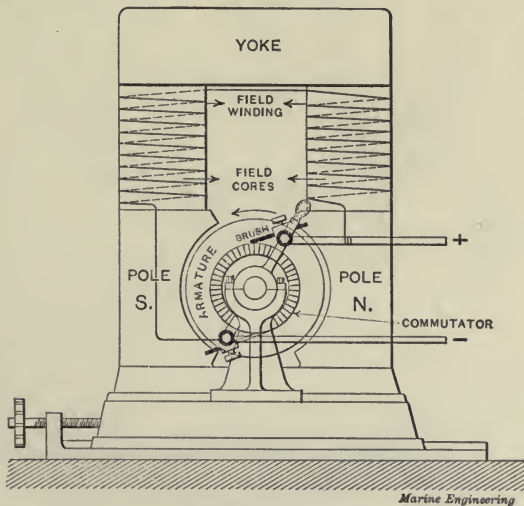 YOKE
FIELD
WINDING
FIELD
CORES
BRUSH
ARMATURE
POLE
S.
POLE
N.
+
COMMUTATOR
−
Marine Engineering